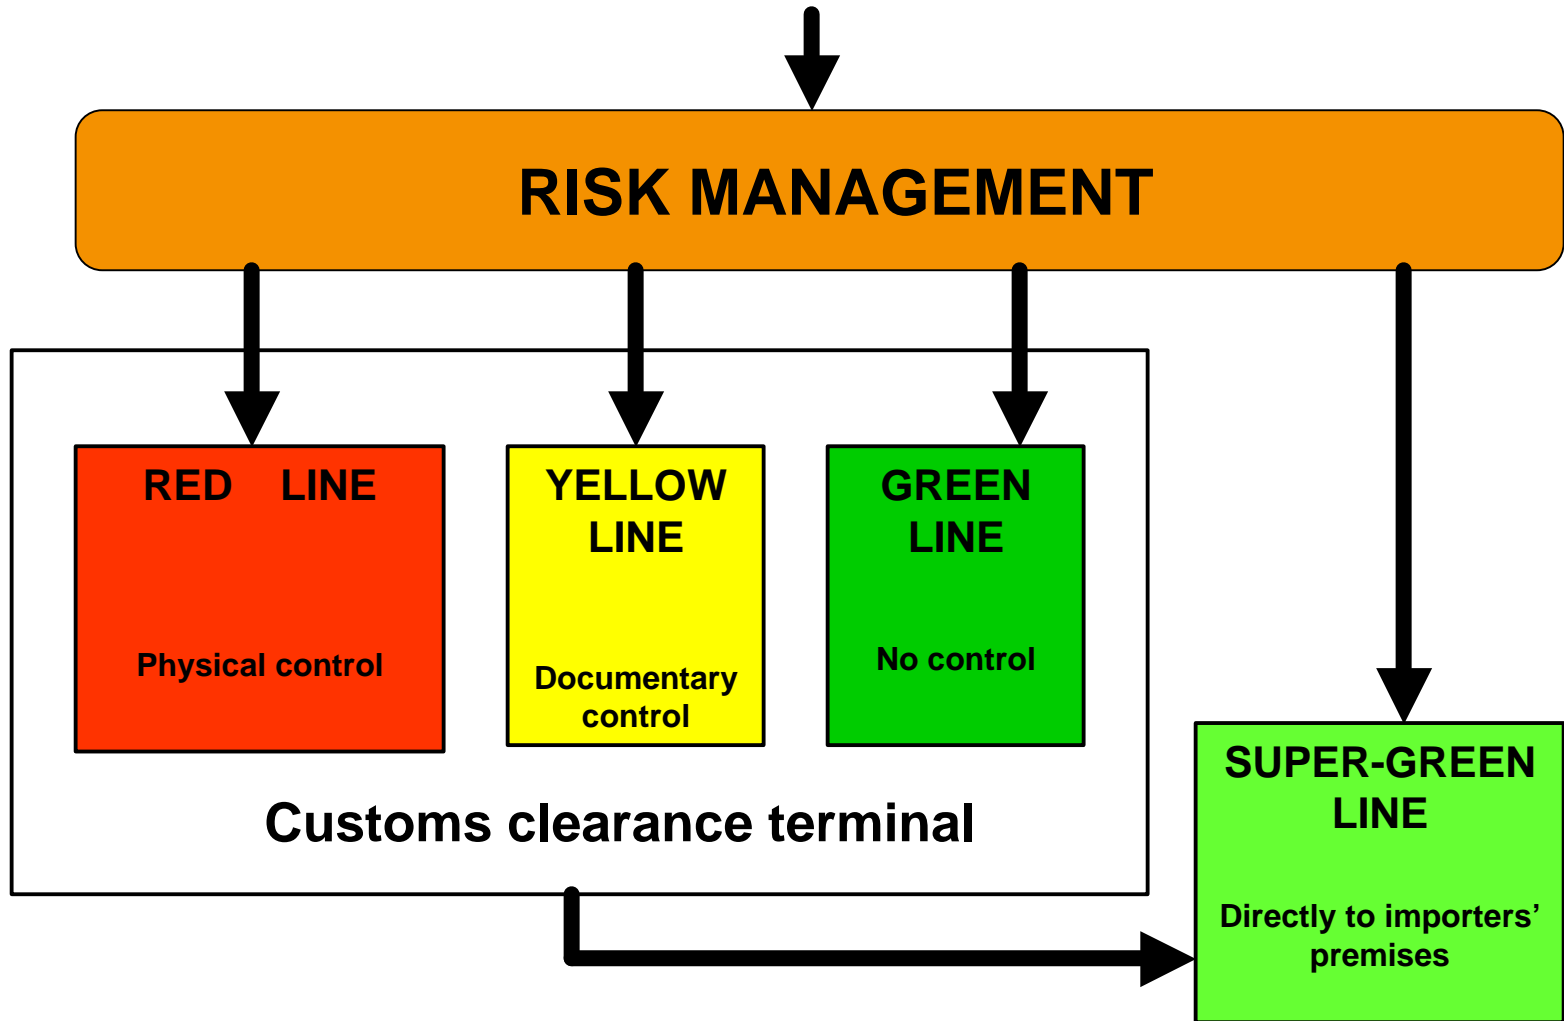 RISK MANAGEMENT
RED LINE
Physical control
YELLOW
LINE
Documentary
control
GREEN
LINE
No control
Customs clearance terminal
SUPER-GREEN
LINE
Directly to importers’
premises